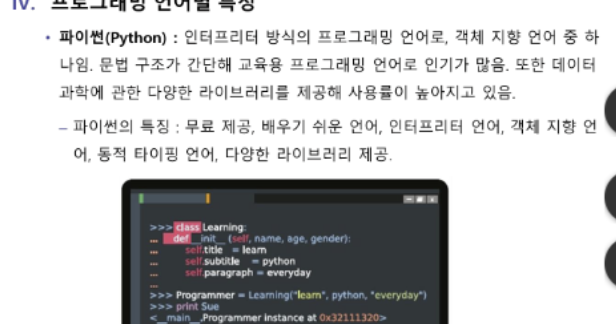 IV. 프로그래밍 언어별 특징
• 파이썬(Python) : 인터프리터 방식의 프로그래밍 언어로, 객체 지향 언어 중 하
나임. 문법 구조가 간단해 교육용 프로그래밍 언어로 인기가 많음. 또한 데이터
과학에 관한 다양한 라이브러리를 제공해 사용률이 높아지고 있음.
– 파이썬의 특징 : 무료 제공, 배우기 쉬운 언어, 인터프리터 언어, 객체 지향 언
어, 동적 타이핑 언어, 다양한 라이브러리 제공.
>>> class Learning:
... def __init__ (self, name, age, gender):
... self.title = learn
... self.subtitle = python
... self.paragraph = everyday
...
>>> Programmer = Learning("learn", python, "everyday")
>>> print Sue
<__main__.Programmer instance at 0x32111320>